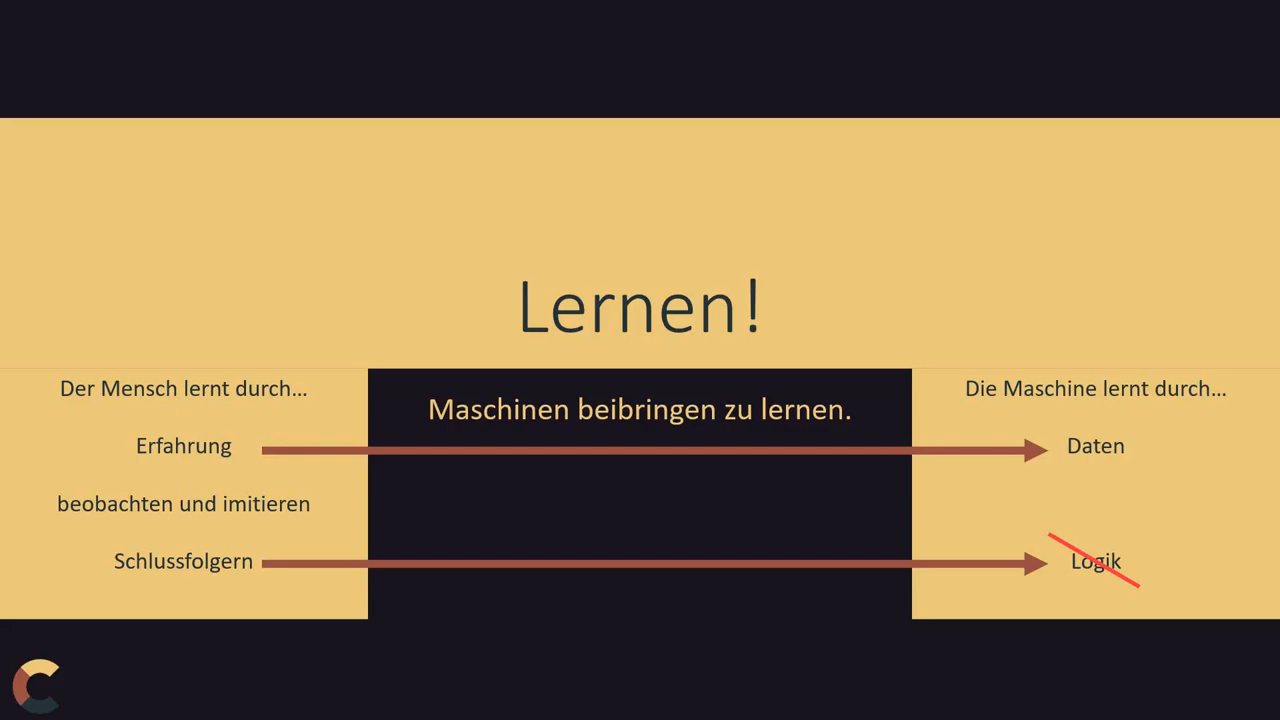 Lernen!
Der Mensch lernt durch...
Erfahrung
beobachten und imitieren
Schlussfolgern
Maschinen beibringen zu lernen.
Die Maschine lernt durch...
Daten
Logik